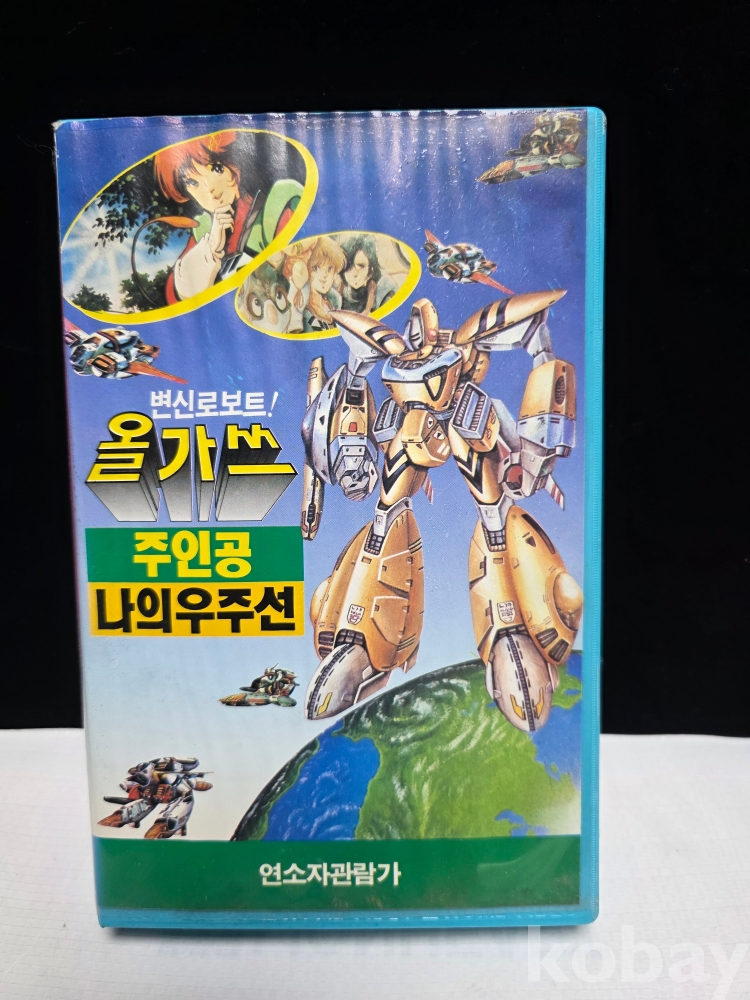 변신로보트!
올가쓰
주인공
나의우주선
연소자관람가
kobay